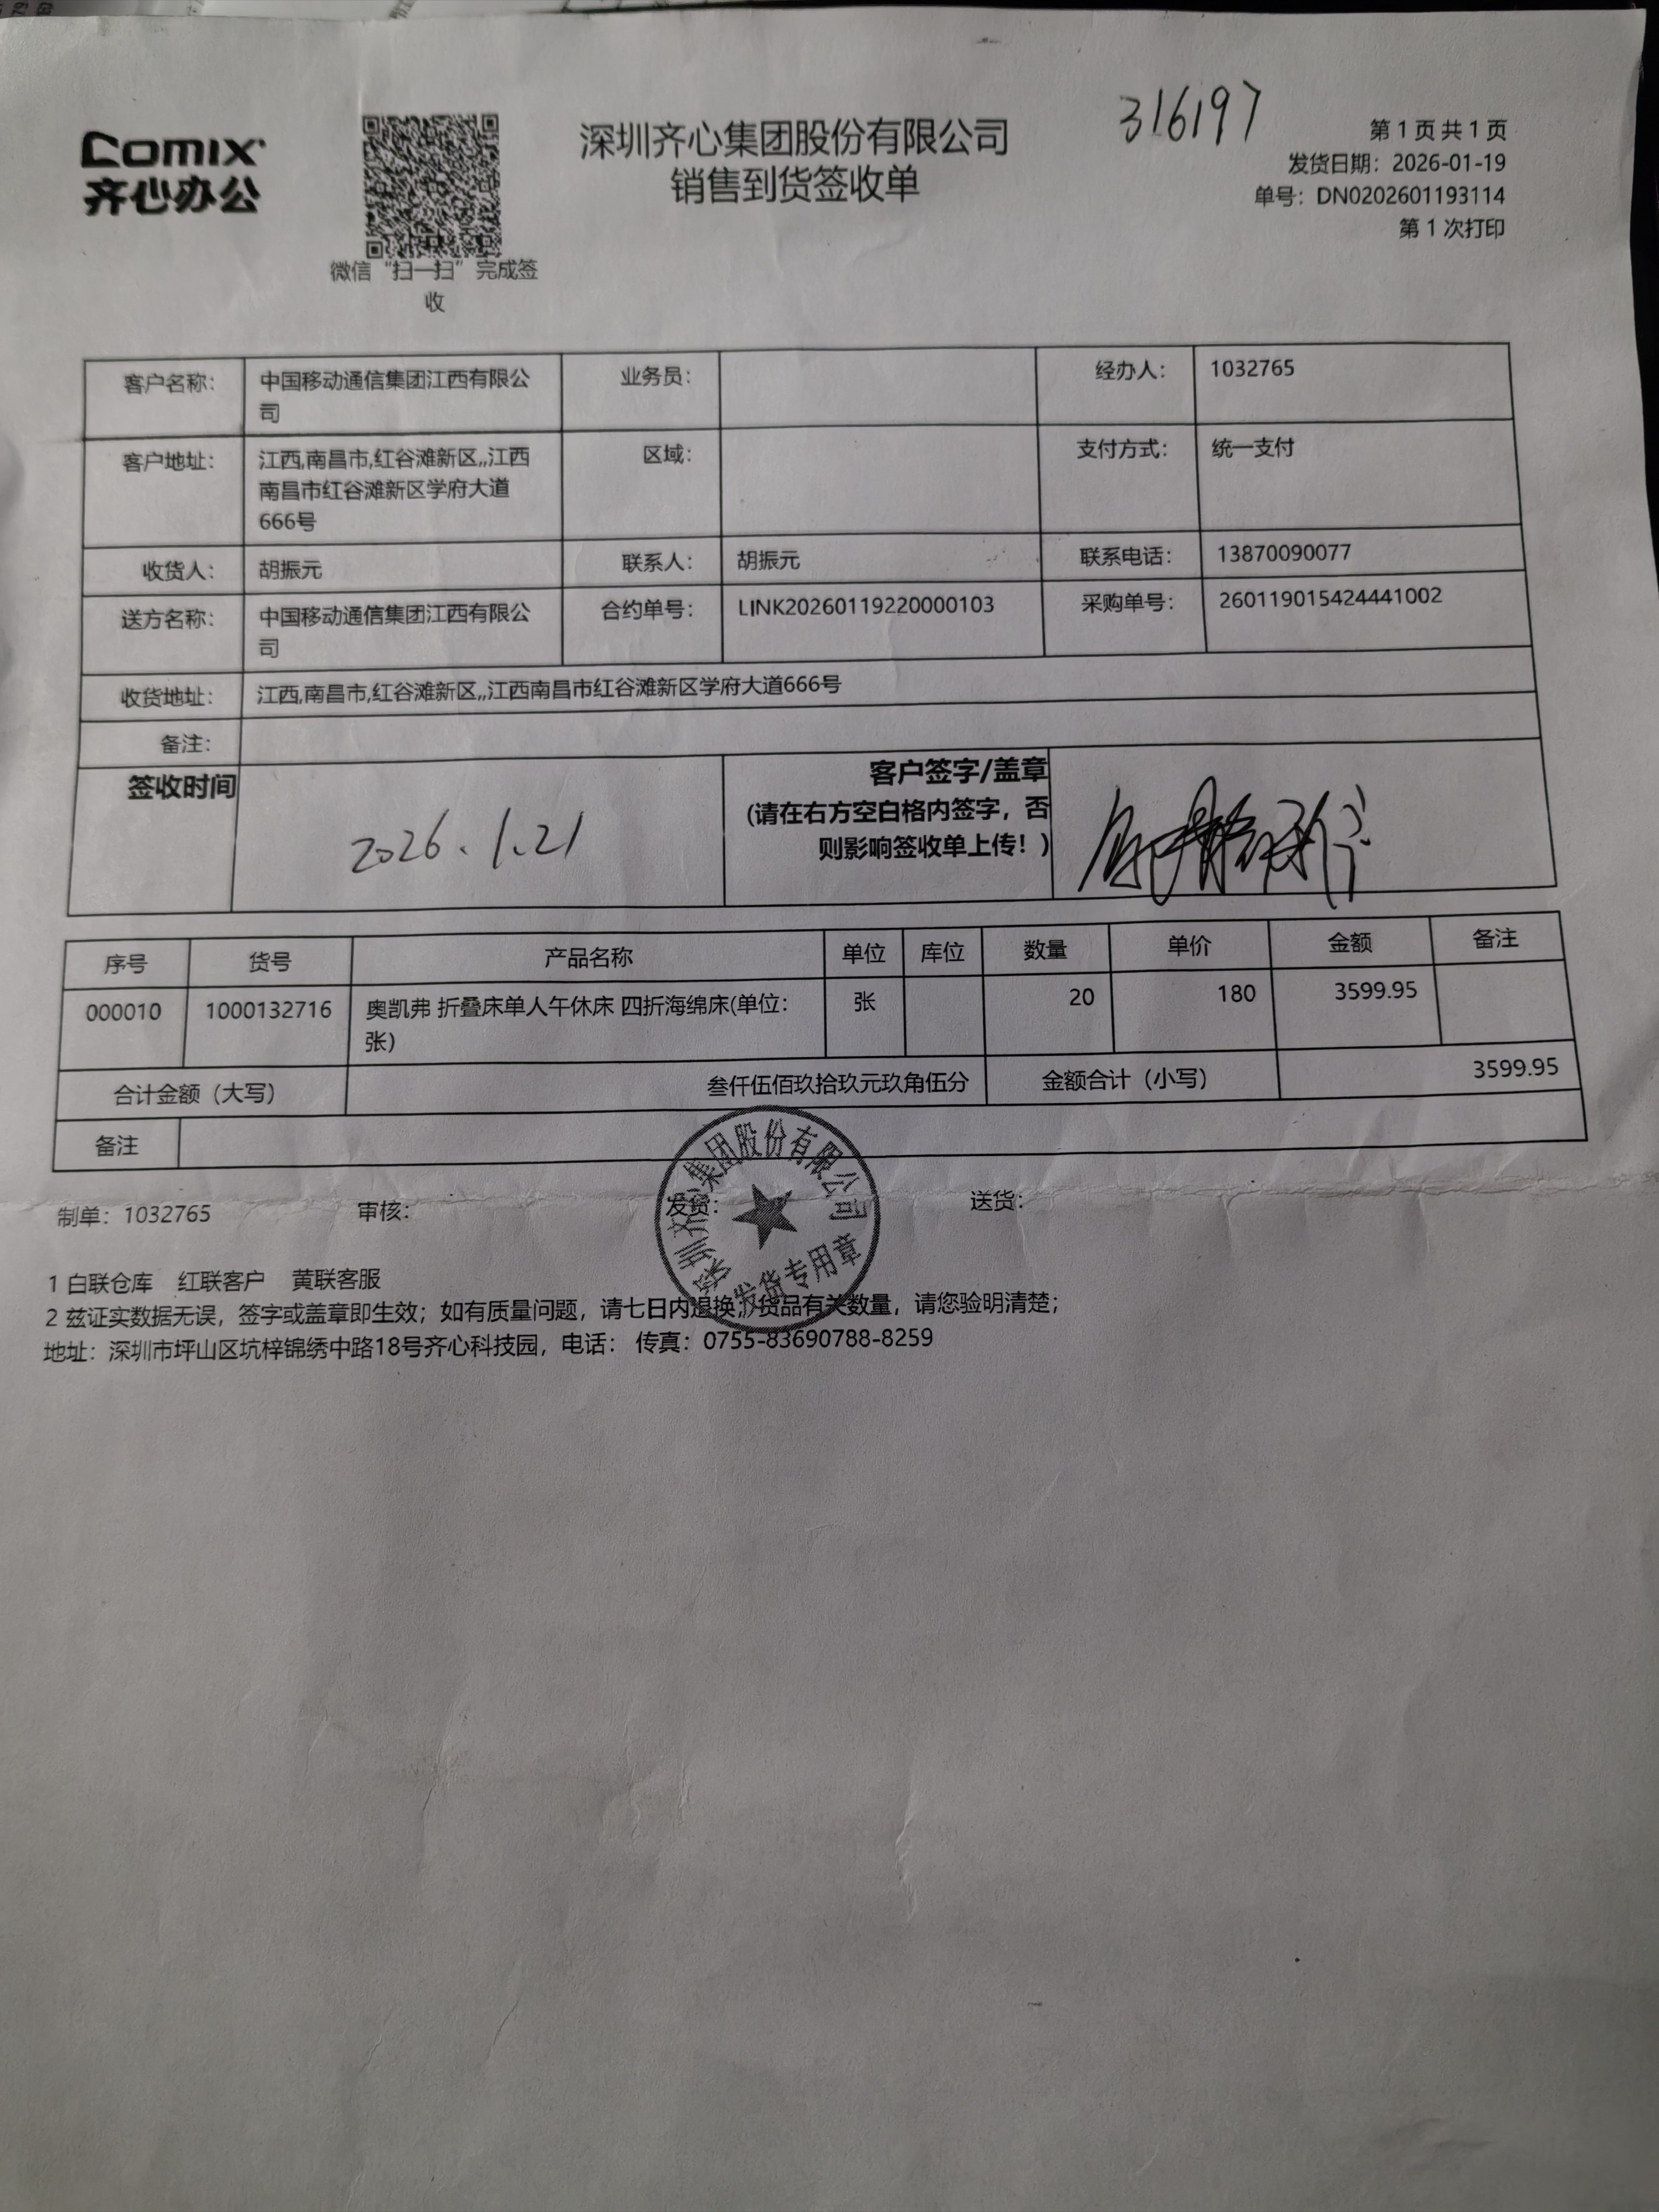 316197
Comix
齐心办公
深圳齐心集团股份有限公司
销售到货签收单
第 1 页 共 1 页
发货日期：2026-01-19
单号：DN0202601193114
第 1 次打印
微信“扫一扫”完成签
收
客户名称： 中国移动通信集团江西有限公 业务员： 经办人： 1032765
司
客户地址： 江西,南昌市,红谷滩新区,,江西 区域： 支付方式： 统一支付
南昌市红谷滩新区学府大道
666号
收货人： 胡振元 联系人： 胡振元 联系电话： 13870090077
送方名称： 中国移动通信集团江西有限公 合约单号： LINK20260119220000103 采购单号： 260119015424441002
司
收货地址： 江西,南昌市,红谷滩新区,,江西南昌市红谷滩新区学府大道666号
备注：
签收时间 2026.1.21 客户签字/盖章
(请在右方空白格内签字，否
则影响签收单上传！)
序号 货号 产品名称 单位 库位 数量 单价 金额 备注
000010 1000132716 奥凯弗 折叠床单人午休床 四折海绵床(单位： 张 20 180 3599.95
张)
合计金额（大写） 叁仟伍佰玖拾玖元玖角伍分 金额合计（小写） 3599.95
备注
制单：1032765 审核： 发货： 送货：
深圳齐心集团股份有限公司
发货专用章
1 白联仓库 红联客户 黄联客服
2 兹证实数据无误，签字或盖章即生效；如有质量问题，请七日内退换；货品有关数量，请您验明清楚；
地址：深圳市坪山区坑梓锦绣中路18号齐心科技园，电话： 传真：0755-83690788-8259